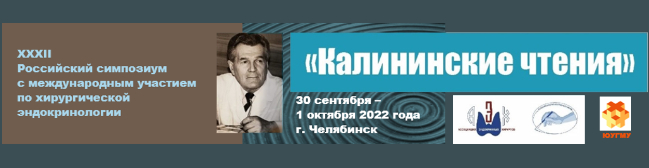 XXXII
Российский симпозиум
с международным участием
по хирургической
эндокринологии
«Калининские чтения»
30 сентября –
1 октября 2022 года
г. Челябинск
Э
ЮУГМУ